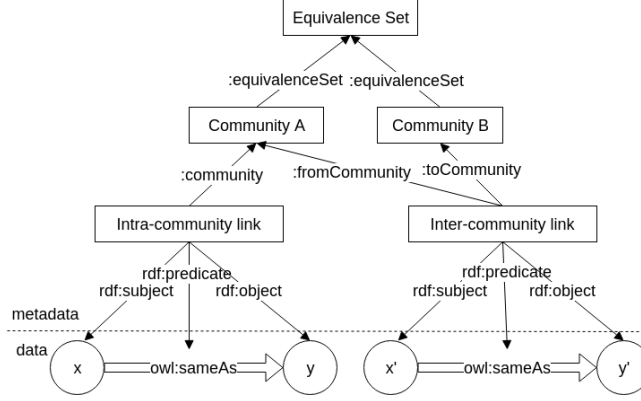 Equivalence Set
:equivalenceSet :equivalenceSet
Community A Community B
:community :fromCommunity :toCommunity
Intra-community link Inter-community link
rdf:predicate rdf:predicate
rdf:subject rdf:object rdf:subject rdf:object
metadata
data
x owl:sameAs y x' owl:sameAs y'